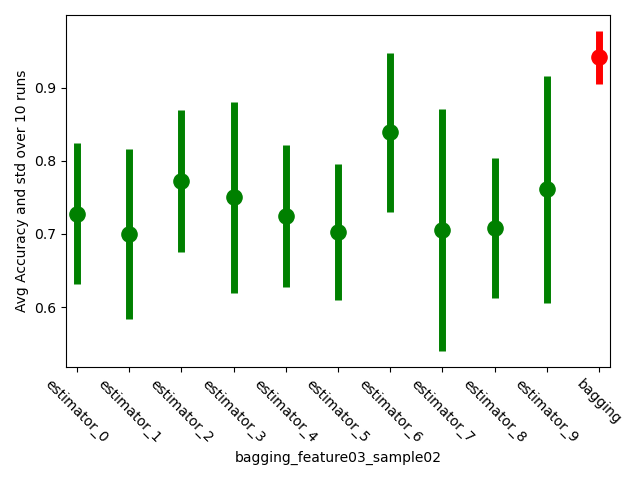 Avg Accuracy and std over 10 runs
0.9
0.8
0.7
0.6
estimator_0
estimator_1
estimator_2
estimator_3
estimator_4
estimator_5
estimator_6
estimator_7
estimator_8
estimator_9
bagging
bagging_feature03_sample02